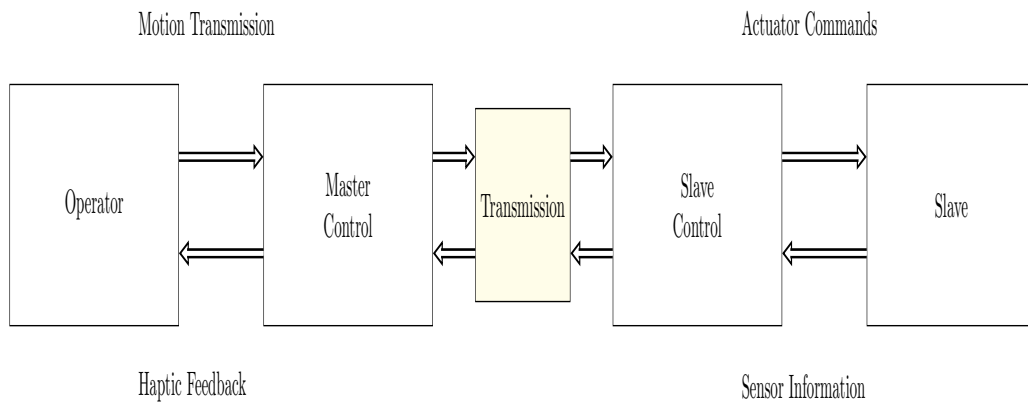 Motion Transmission
Actuator Commands
Operator
Master
Control
Transmission
Slave
Control
Slave
Haptic Feedback
Sensor Information